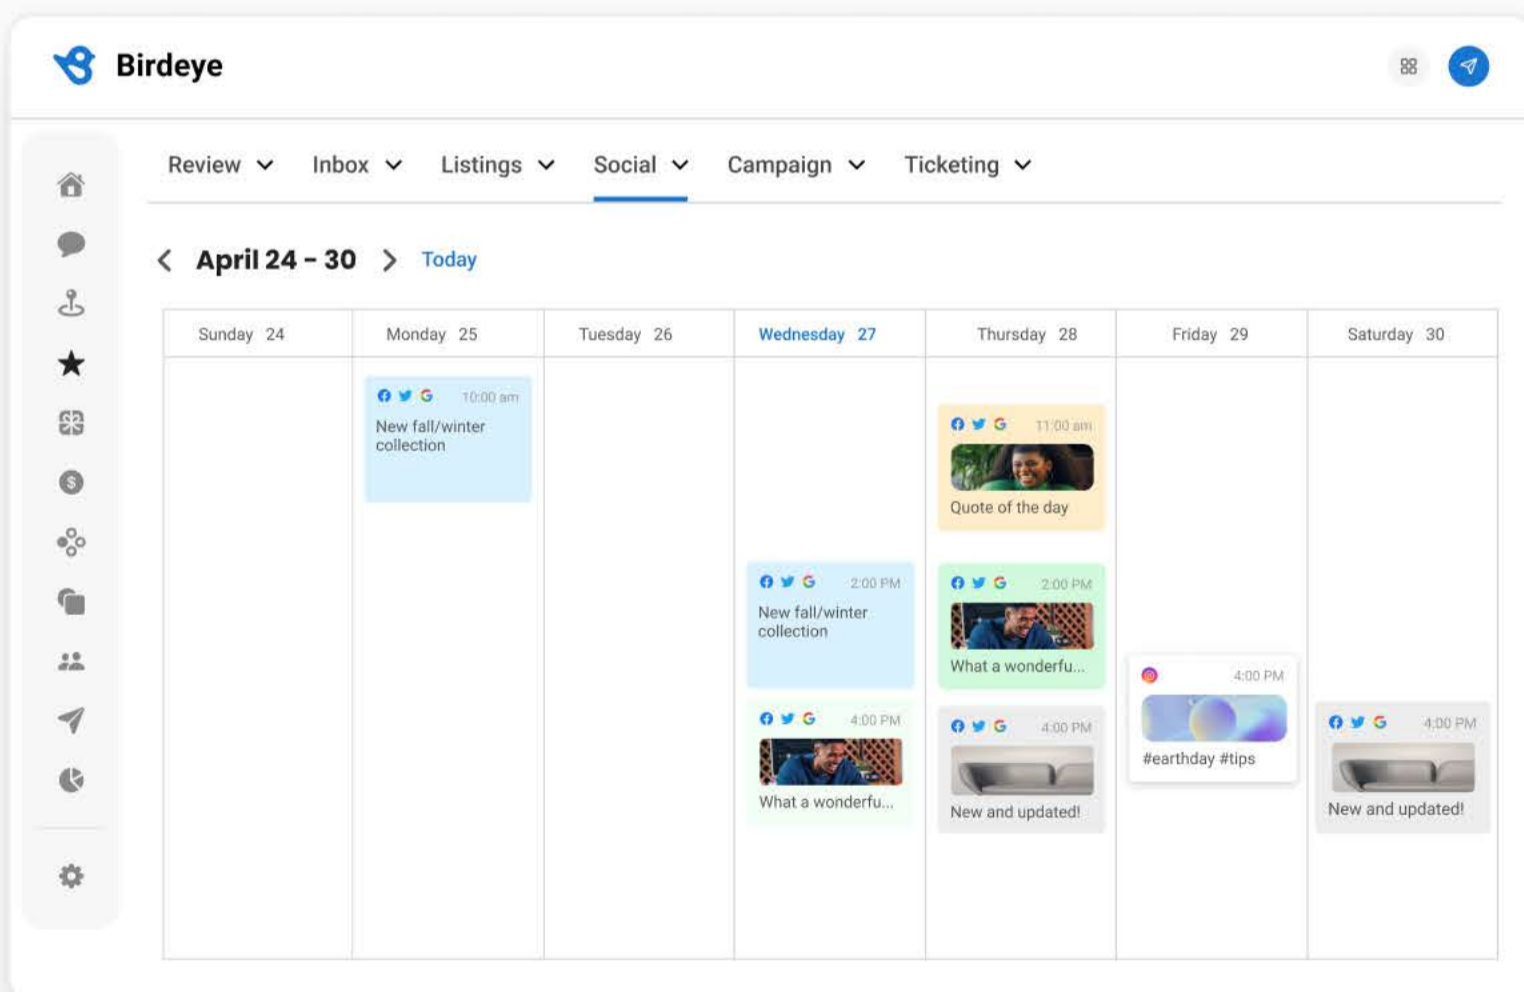 Birdeye
Review Inbox Listings Social Campaign Ticketing
April 24 – 30 Today
Sunday 24 Monday 25 Tuesday 26 Wednesday 27 Thursday 28 Friday 29 Saturday 30
10:00 am
New fall/winter
collection
2:00 PM
New fall/winter
collection
4:00 PM
What a wonderfu...
11:00 am
Quote of the day
2:00 PM
What a wonderfu...
4:00 PM
New and updated!
4:00 PM
#earthday #tips
4:00 PM
New and updated!